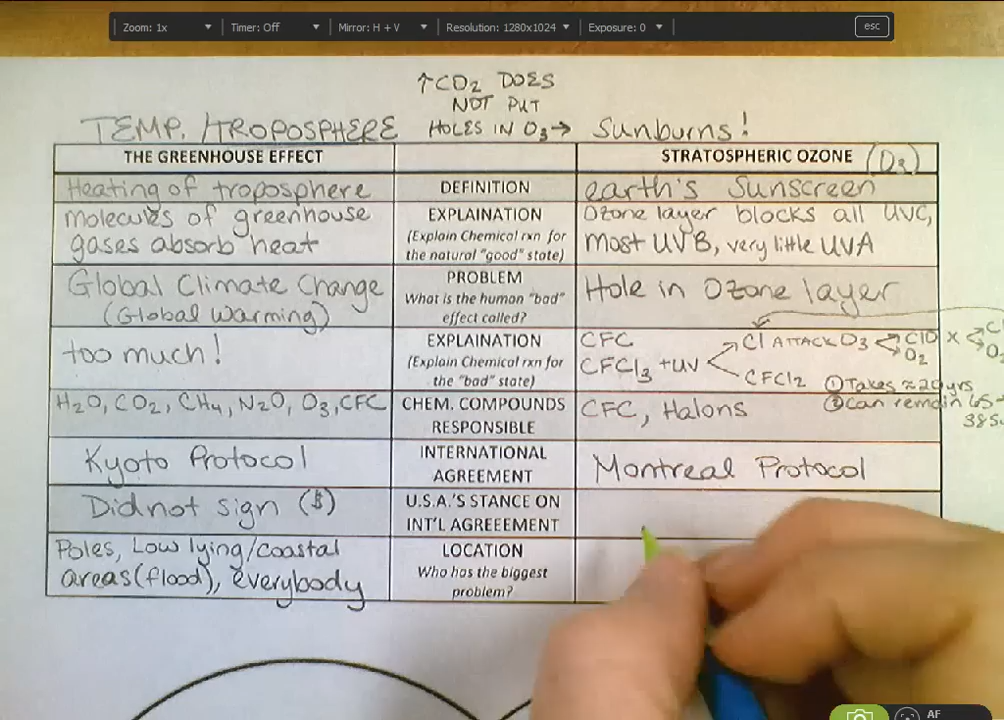 Zoom: 1x Timer: Off Mirror: H + V Resolution: 1280x1024 Exposure: 0 esc
↑CO2 DOES
NOT PUT
HOLES IN O3→
TEMP. /TROPOSPHERE
Sunburns!
THE GREENHOUSE EFFECT STRATOSPHERIC OZONE (O3)
Heating of troposphere DEFINITION earth's Sunscreen
molecules of greenhouse
gases absorb heat
EXPLAINATION
(Explain Chemical rxn for
the natural "good" state)
Ozone layer blocks all UVC,
most UVB, very little UVA
Global Climate Change
(Global Warming)
PROBLEM
What is the human "bad"
effect called?
Hole in Ozone layer
too much!
EXPLAINATION
(Explain Chemical rxn for
the "bad" state)
CFC
CFCl3 +UV
Cl ATTACK O3
ClO X
O2
CFCl2
① Takes ≈20yrs
② can remain
H2O, CO2, CH4, N2O, O3, CFC
CHEM. COMPOUNDS
RESPONSIBLE
CFC, Halons
Kyoto Protocol
INTERNATIONAL
AGREEMENT
Montreal Protocol
Did not sign ($)
U.S.A.'S STANCE ON
INT'L AGREEEMENT
Poles, Low lying/coastal
areas(flood), everybody
LOCATION
Who has the biggest
problem?
AF